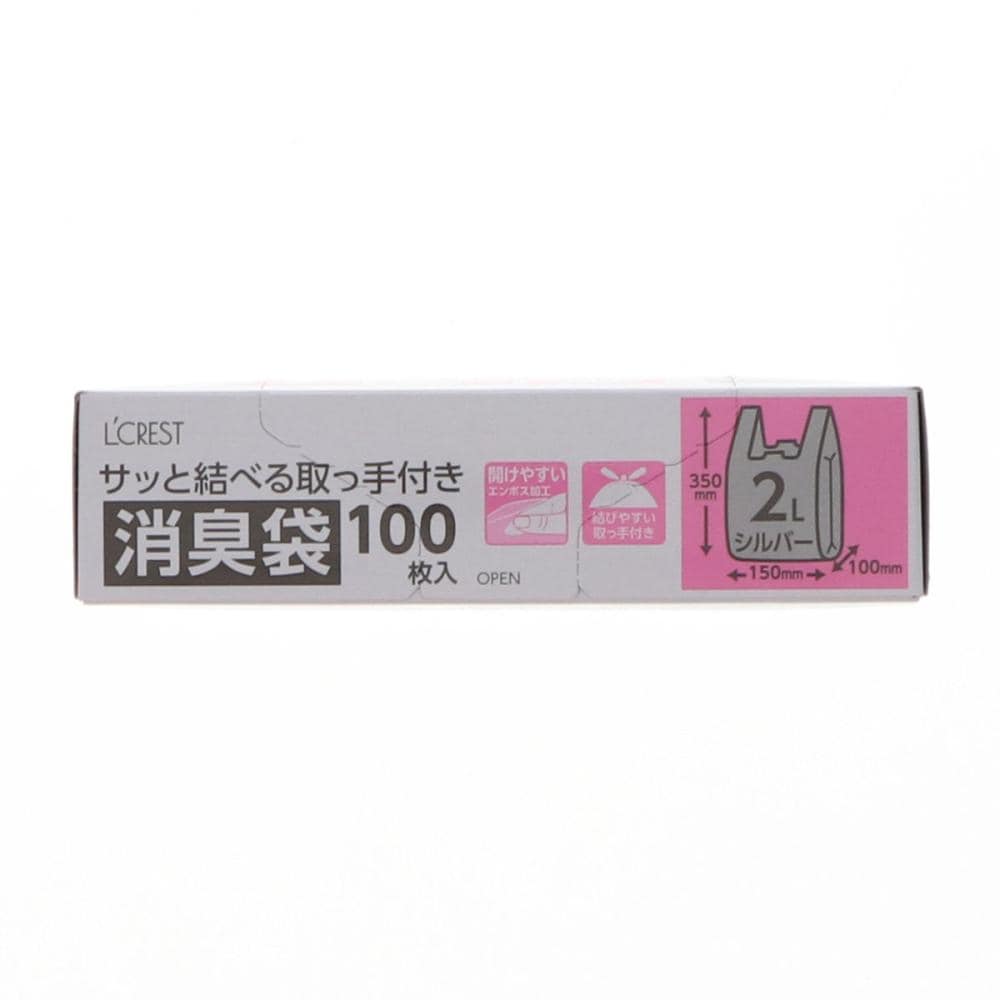 L'CREST
サッと結べる取っ手付き
消臭袋 100
枚入
OPEN
開けやすい
エンボス加工
結びやすい
取っ手付き
350
mm
2L
シルバー
150mm
100mm